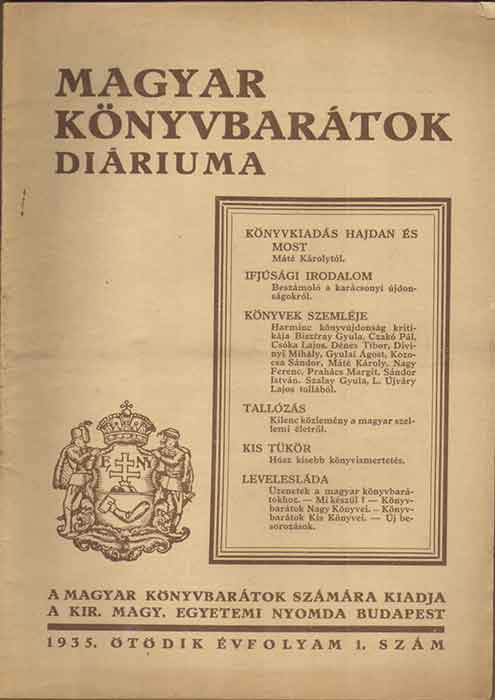 MAGYAR
KÖNYVBARÁTOK
DIÁRIUMA
KÖNYVKIADÁS HAJDAN ÉS
MOST
Máté Károlytól.
IFJÚSÁGI IRODALOM
Beszámoló a karácsonyi újdon-
ságokról.
KÖNYVEK SZEMLÉJE
Harminc könyvújdonság kriti-
kája Bisztray Gyula, Czakó Pál,
Csóka Lajos, Dénes Tibor, Divi-
nyi Mihály, Gyulai Ágost, Kozo-
csa Sándor, Máté Károly, Nagy
Ferenc, Prahács Margit, Sándor
István, Szalay Gyula, L. Ujváry
Lajos tollából.
TALLÓZÁS
Kilenc közlemény a magyar szel-
lemi életről.
KIS TÜKÖR
Húsz kisebb könyvismertetés.
LEVELESLÁDA
Üzenetek a magyar könyvbará-
tokhoz. — Mi készül? — Könyv-
barátok Nagy Könyvei. — Könyv-
barátok Kis Könyvei. — Új be-
sorozások.
E N
A MAGYAR KÖNYVBARÁTOK SZÁMÁRA KIADJA
A KIR. MAGY. EGYETEMI NYOMDA BUDAPEST
1935. ÖTÖDIK ÉVFOLYAM 1. SZÁM